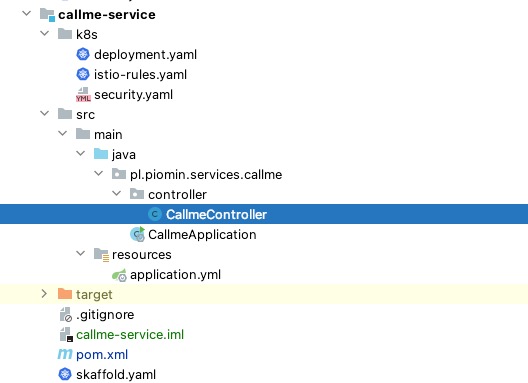 callme-service
k8s
deployment.yaml
istio-rules.yaml
YML security.yaml
src
main
java
pl.piomin.services.callme
controller
C CallmeController
CallmeApplication
resources
application.yml
target
.gitignore
callme-service.iml
m pom.xml
skaffold.yaml